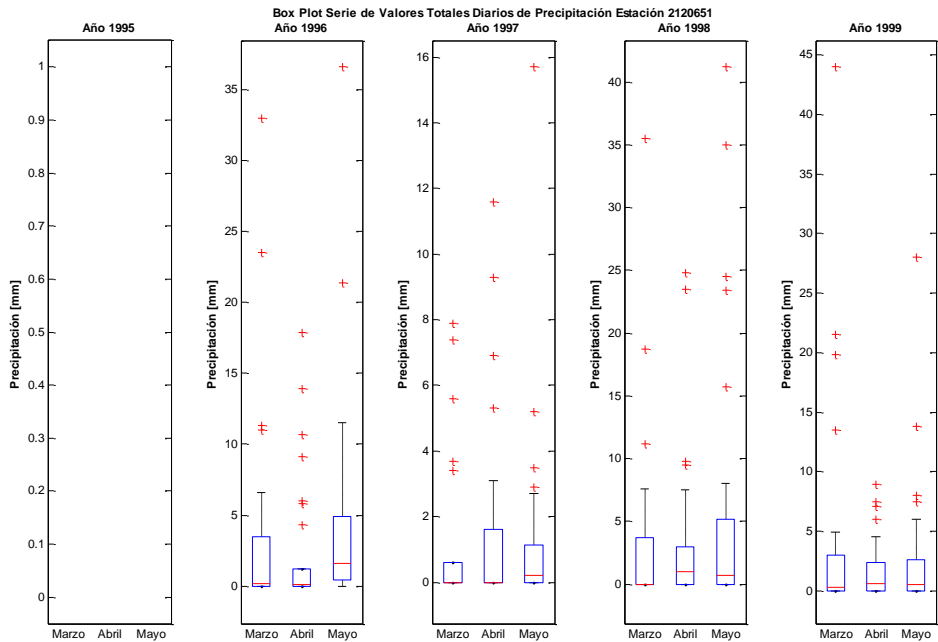 Box Plot Serie de Valores Totales Diarios de Precipitación Estación 2120651
Año 1995
Año 1996
Año 1997
Año 1998
Año 1999
Precipitación [mm]
1
0.9
0.8
0.7
0.6
0.5
0.4
0.3
0.2
0.1
0
Marzo Abril Mayo
Precipitación [mm]
35
30
25
20
15
10
5
0
Marzo Abril Mayo
Precipitación [mm]
16
14
12
10
8
6
4
2
0
Marzo Abril Mayo
Precipitación [mm]
40
35
30
25
20
15
10
5
0
Marzo Abril Mayo
Precipitación [mm]
45
40
35
30
25
20
15
10
5
0
Marzo Abril Mayo